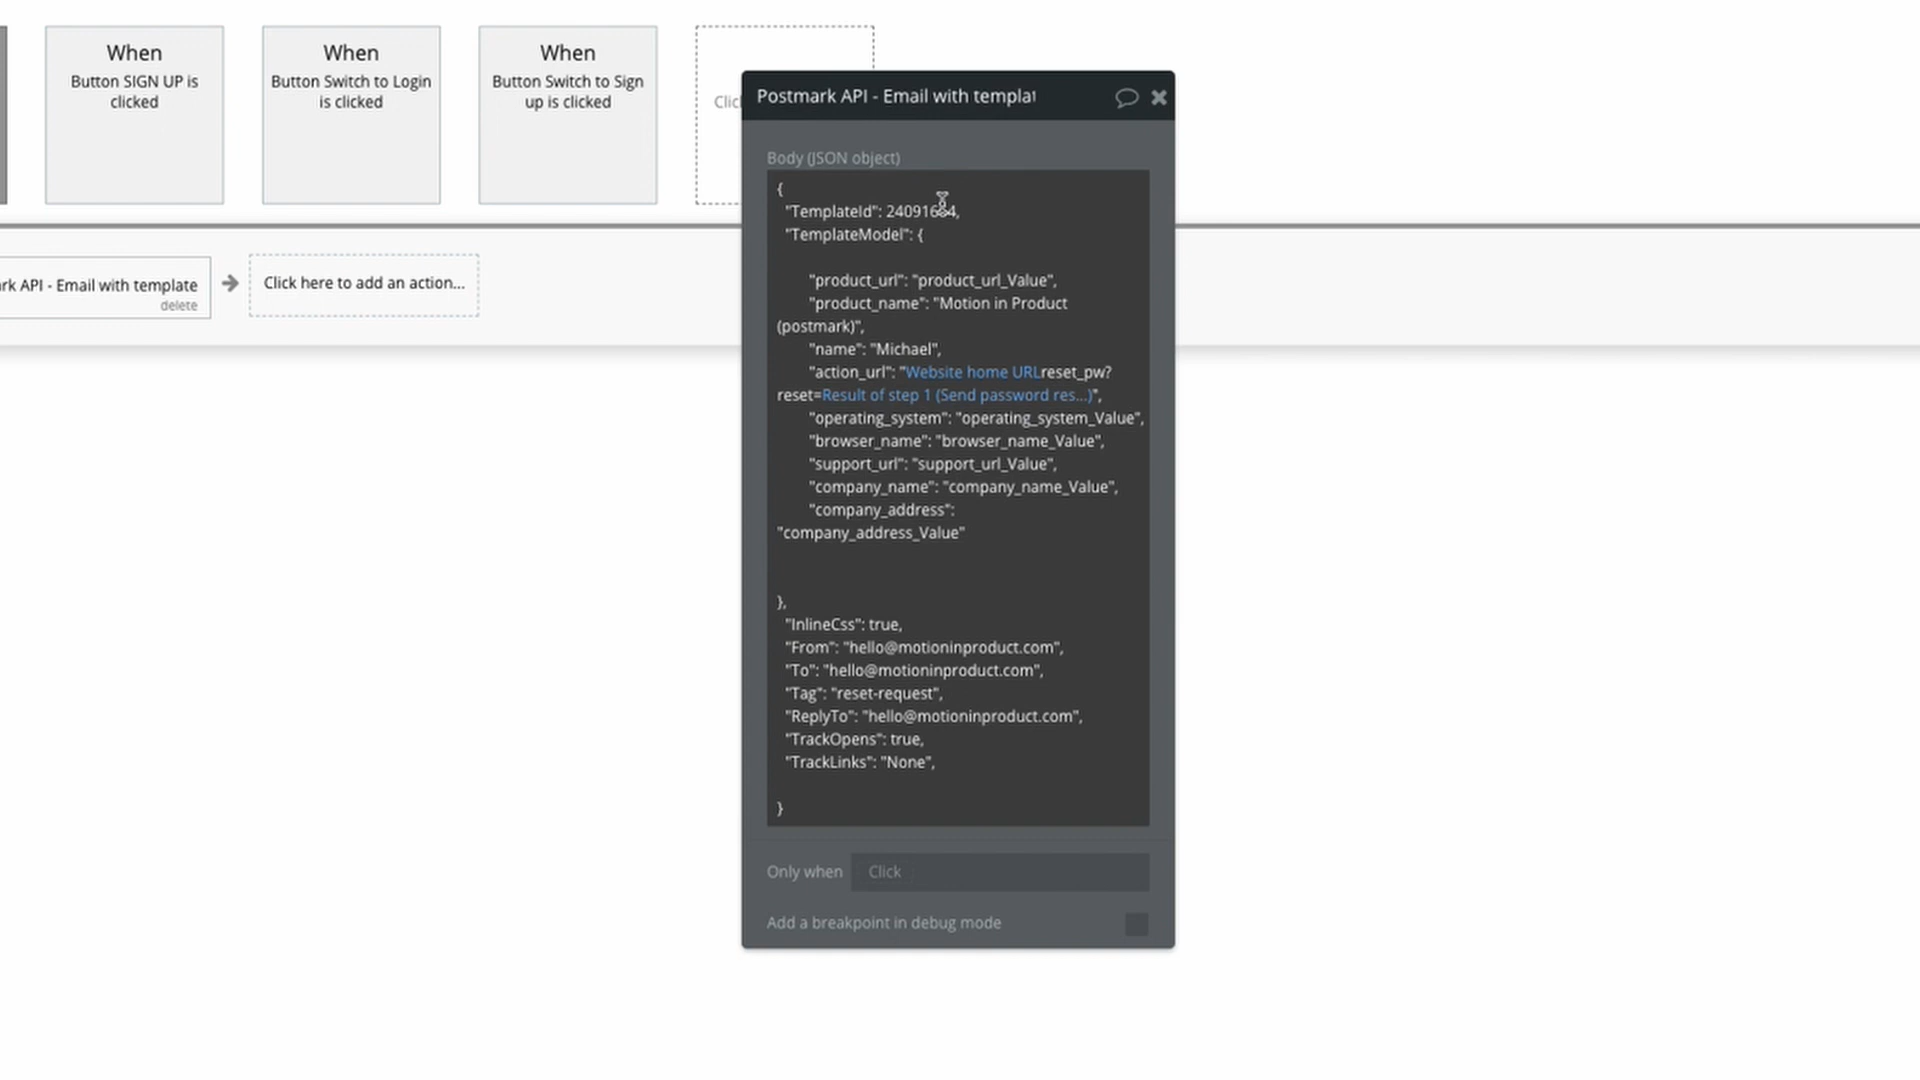 When
Button SIGN UP is
clicked
When
Button Switch to Login
is clicked
When
Button Switch to Sign
up is clicked
Clic
rk API - Email with template
delete
Click here to add an action...
Postmark API - Email with templat
Body (JSON object)
{
"TemplateId":
"TemplateModel": {
"product_url": "product_url_Value",
"product_name": "Motion in Product
(postmark)",
"name": "Michael",
"action_url": "Website home URLreset_pw?
reset=Result of step 1 (Send password res...)",
"operating_system": "operating_system_Value",
"browser_name": "browser_name_Value",
"support_url": "support_url_Value",
"company_name": "company_name_Value",
"company_address":
"company_address_Value"
},
"InlineCss": true,
"From": "hello@motioninproduct.com",
"To": "hello@motioninproduct.com",
"Tag": "reset-request",
"ReplyTo": "hello@motioninproduct.com",
"TrackOpens": true,
"TrackLinks": "None",
}
Only when
Click
Add a breakpoint in debug mode